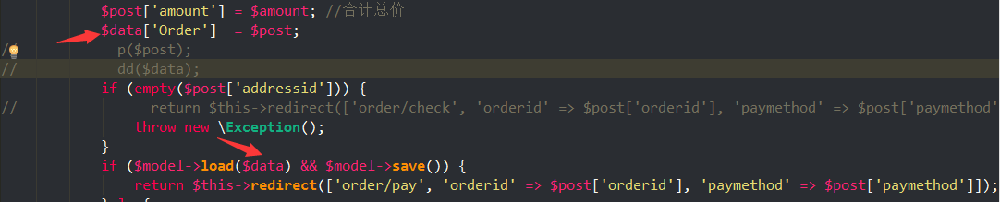 $post['amount'] = $amount; //合计总价
$data['Order']  = $post;
//          p($post);
//          dd($data);
if (empty($post['addressid'])) {
//              return $this->redirect(['order/check', 'orderid' => $post['orderid'], 'paymethod' => $post['paymethod'
throw new \Exception();
}
if ($model->load($data) && $model->save()) {
return $this->redirect(['order/pay', 'orderid' => $post['orderid'], 'paymethod' => $post['paymethod']]);